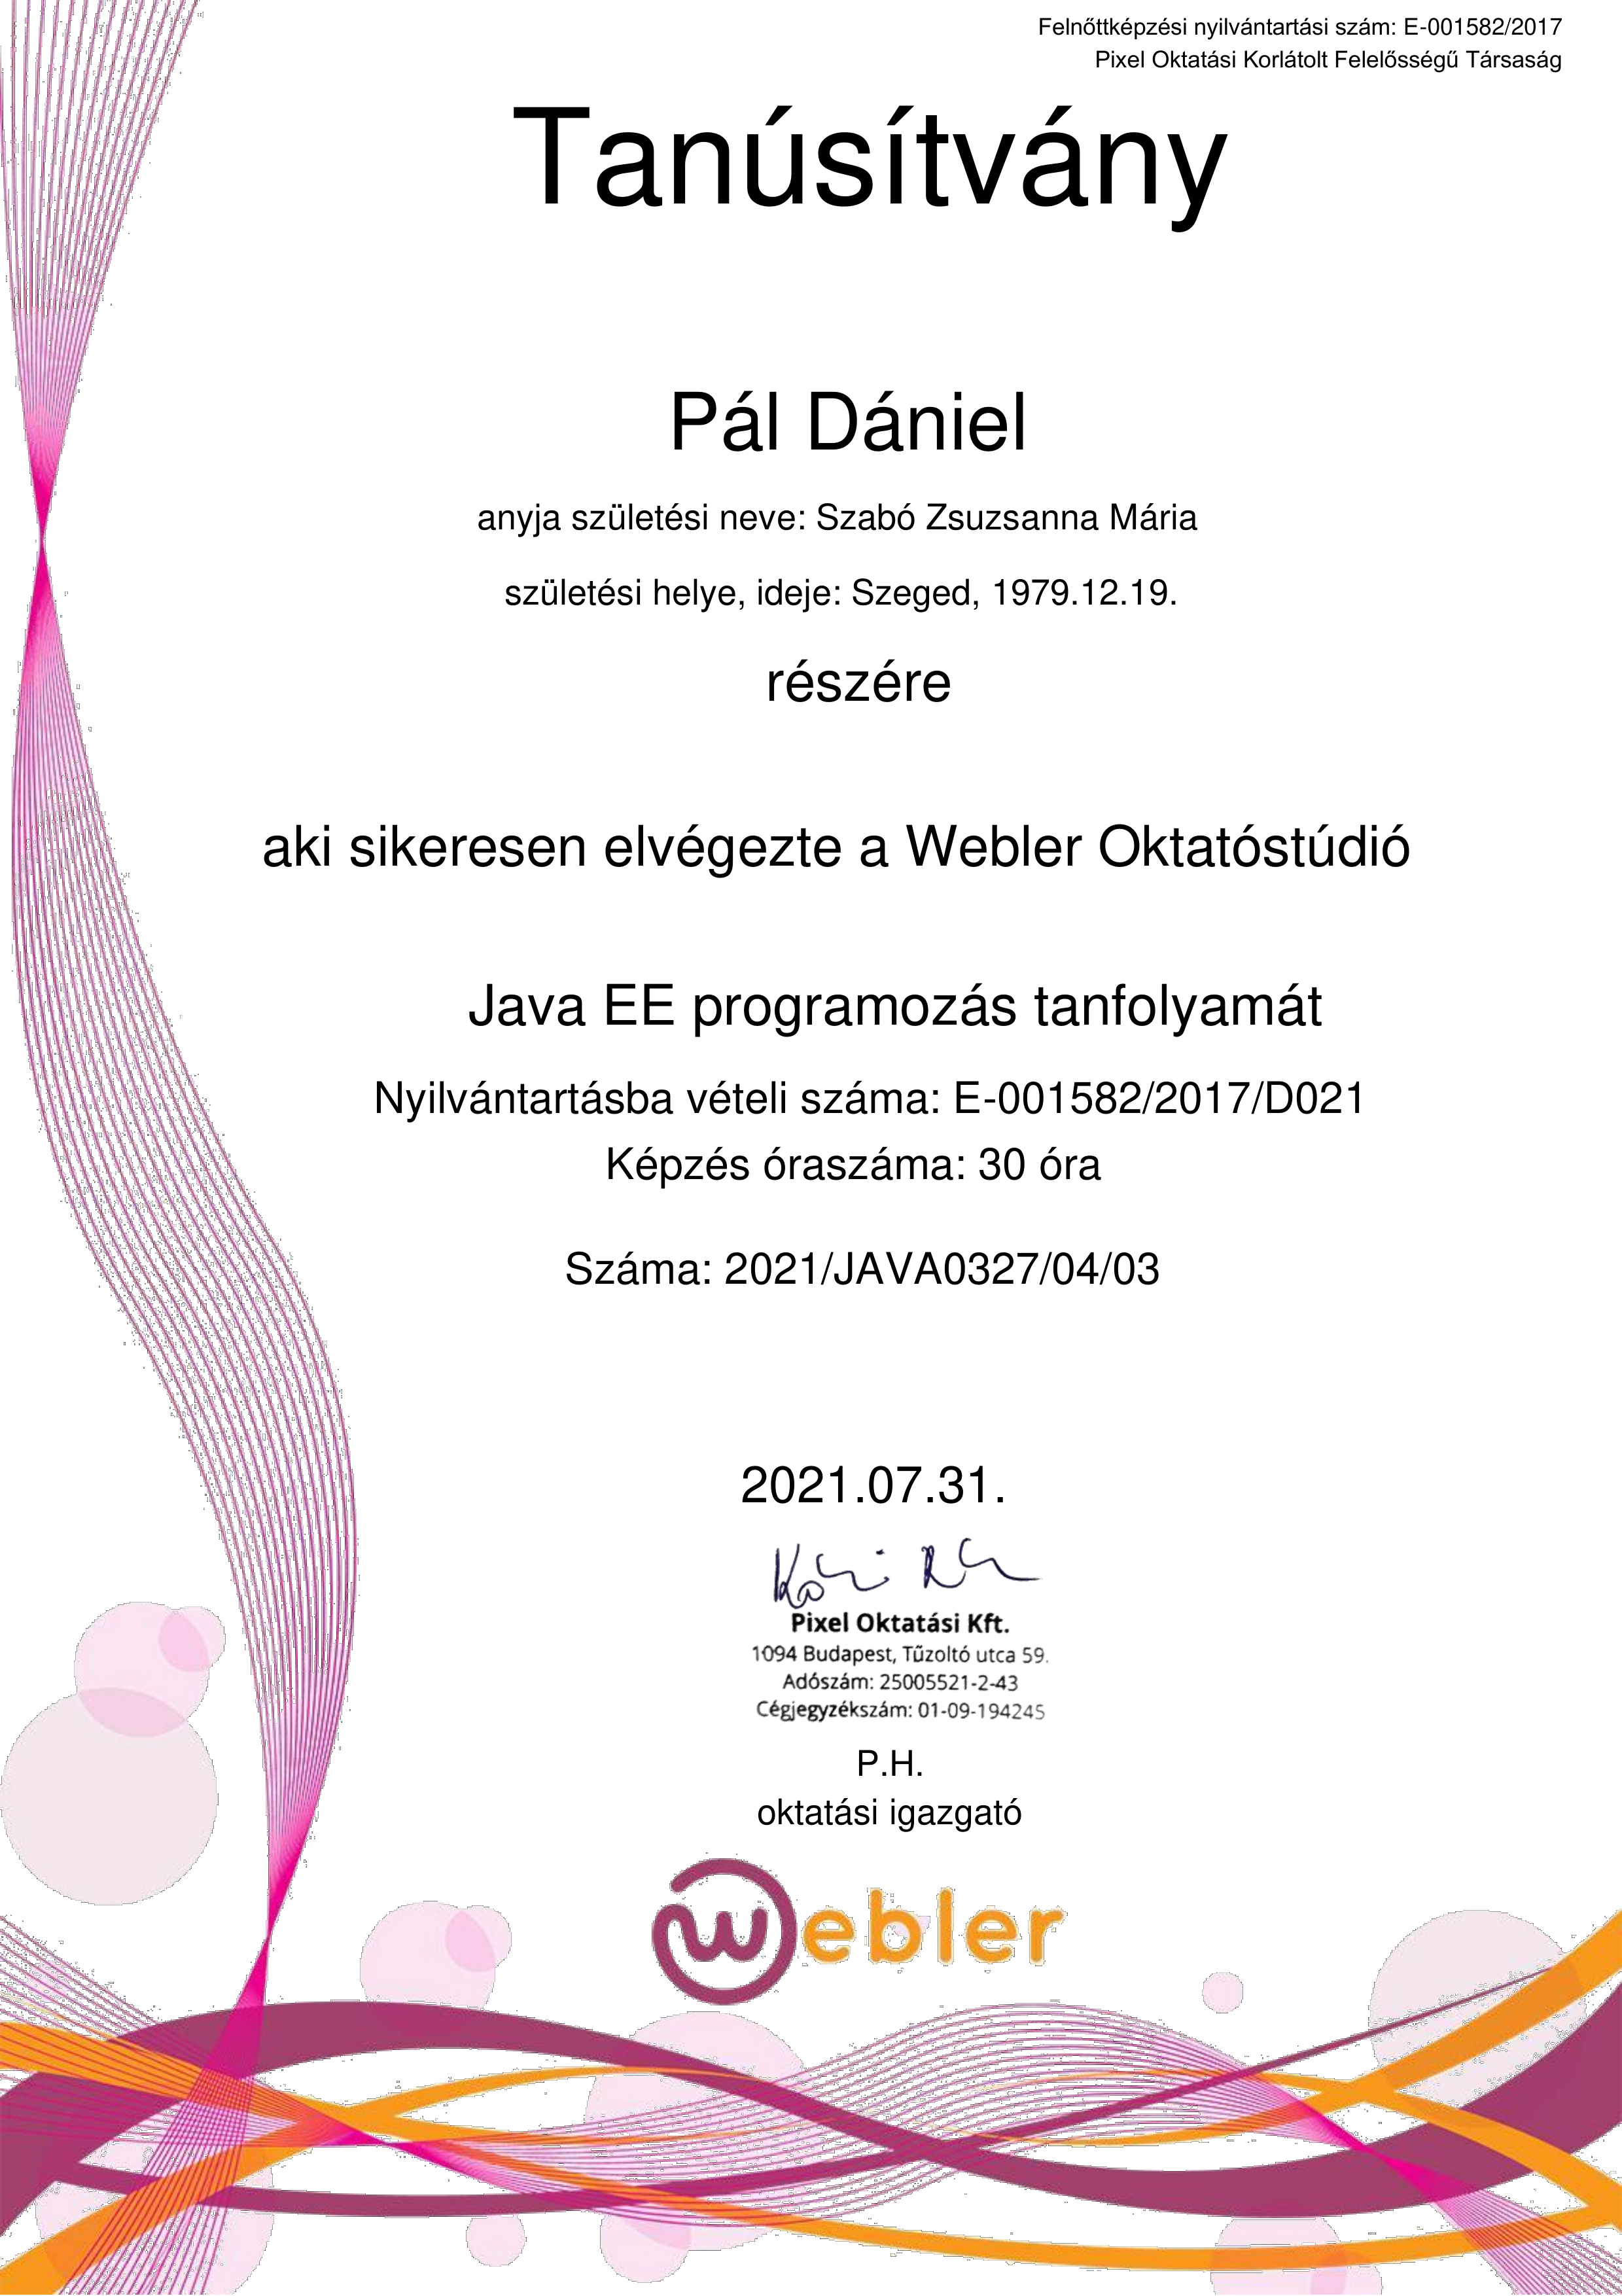 Felnőttképzési nyilvántartási szám: E-001582/2017
Pixel Oktatási Korlátolt Felelősségű Társaság
Tanúsítvány
Pál Dániel
anyja születési neve: Szabó Zsuzsanna Mária
születési helye, ideje: Szeged, 1979.12.19.
részére
aki sikeresen elvégezte a Webler Oktatóstúdió
Java EE programozás tanfolyamát
Nyilvántartásba vételi száma: E-001582/2017/D021
Képzés óraszáma: 30 óra
Száma: 2021/JAVA0327/04/03
2021.07.31.
Pixel Oktatási Kft.
1094 Budapest, Tűzoltó utca 59.
Adószám: 25005521-2-43
Cégjegyzékszám: 01-09-194245
P.H.
oktatási igazgató
webler